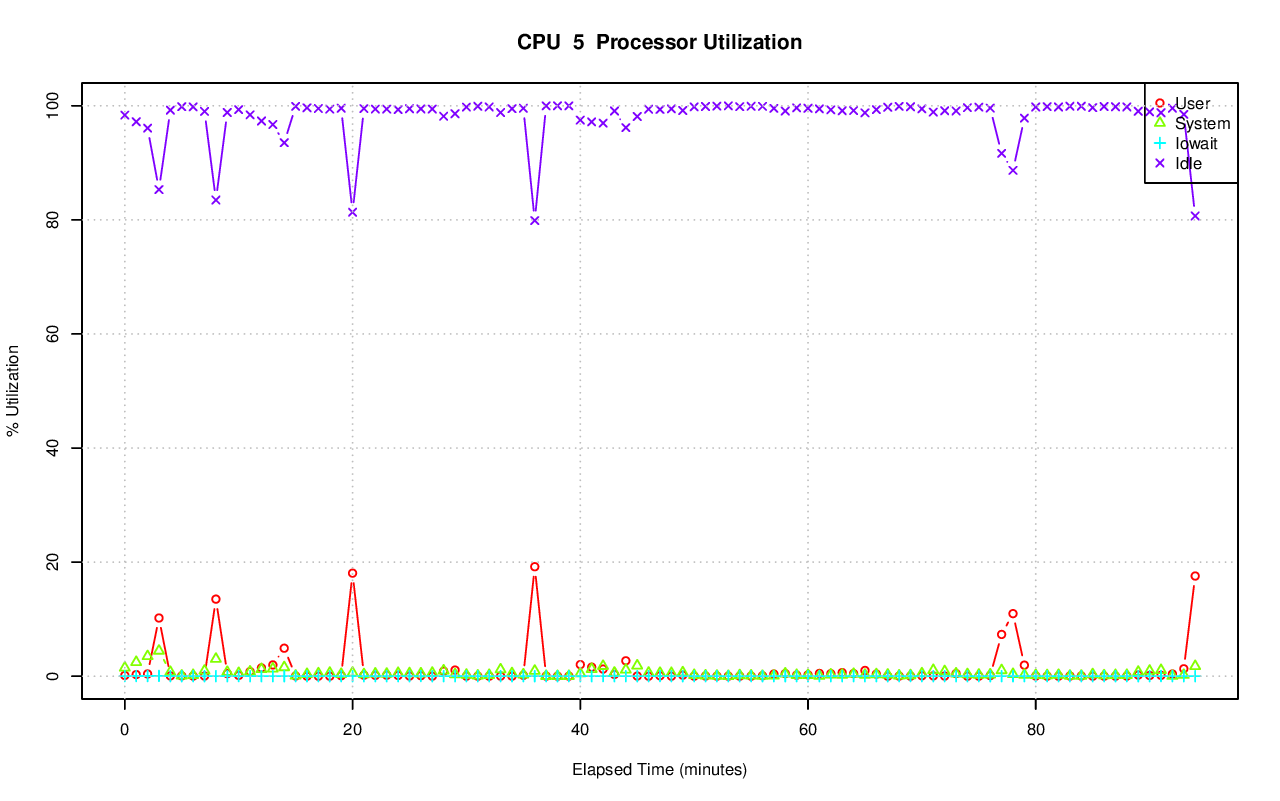 CPU  5  Processor Utilization
100
80
60
40
20
0
% Utilization
User
System
Iowait
Idle
0
20
40
60
80
Elapsed Time (minutes)